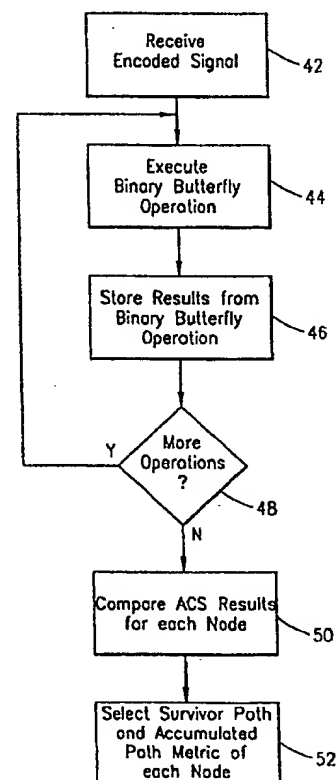 Receive
Encoded Signal
42
Execute
Binary Butterfly
Operation
44
Store Results from
Binary Butterfly
Operation
46
More
Operations
?
Y
48
N
Compare ACS Results
for each Node
50
Select Survivor Path
and Accumulated
Path Metric of
each Node
52